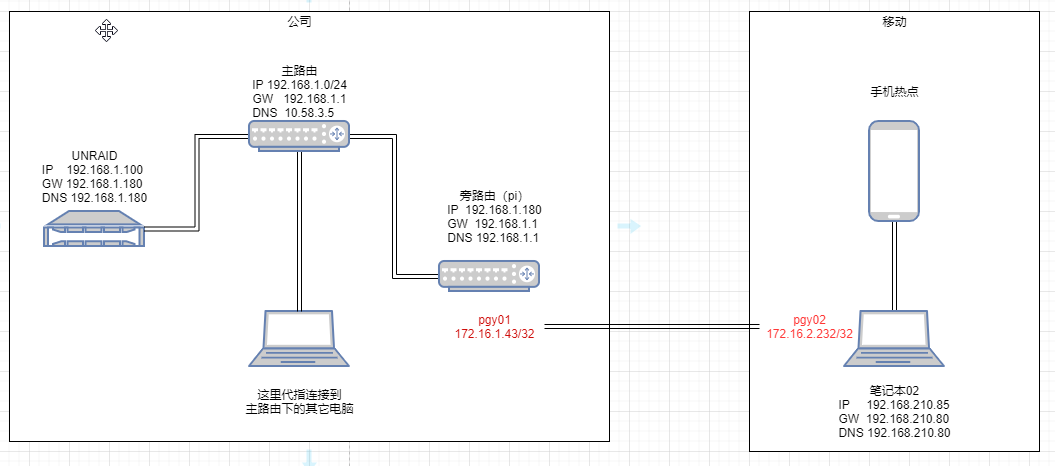 公司
主路由
IP 192.168.1.0/24
GW 192.168.1.1
DNS 10.58.3.5
UNRAID
IP 192.168.1.100
GW 192.168.1.180
DNS 192.168.1.180
旁路由（pi）
IP 192.168.1.180
GW 192.168.1.1
DNS 192.168.1.1
pgy01
172.16.1.43/32
这里代指连接到
主路由下的其它电脑
移动
手机热点
pgy02
172.16.2.232/32
笔记本02
IP 192.168.210.85
GW 192.168.210.80
DNS 192.168.210.80